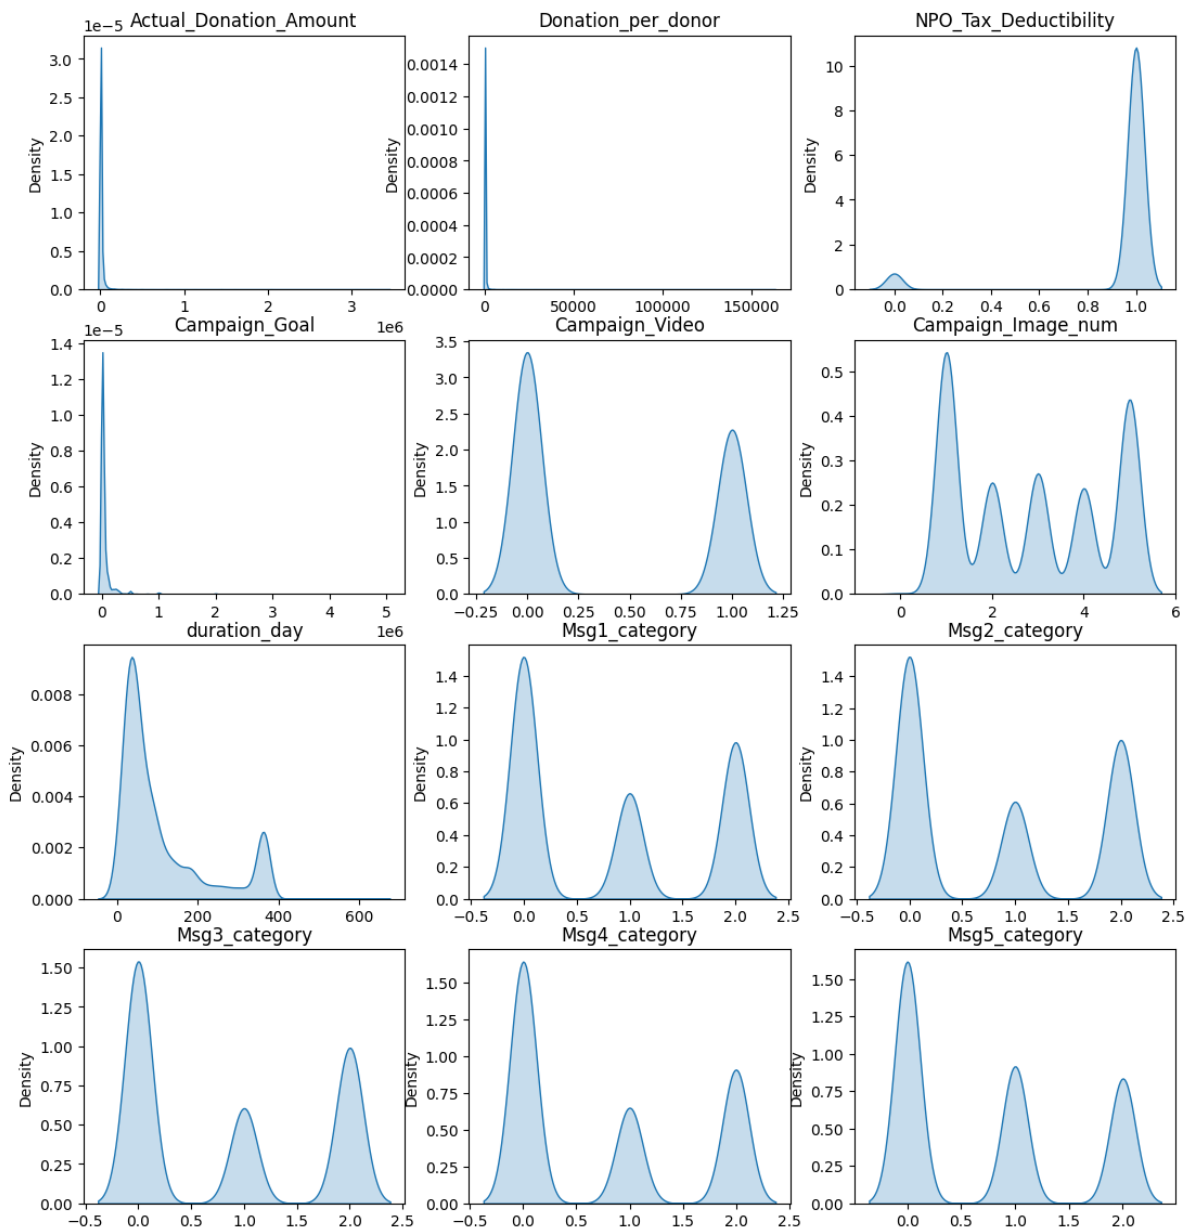 Actual_Donation_Amount Donation_per_donor NPO_Tax_Deductibility
1e−5
3.0
2.5
2.0
1.5
1.0
0.5
0.0
Density
0 1 2 3
1e6
0.0014
0.0012
0.0010
0.0008
0.0006
0.0004
0.0002
0.0000
Density
0 50000 100000 150000
10
8
6
4
2
0
Density
0.0 0.2 0.4 0.6 0.8 1.0
Campaign_Goal Campaign_Video Campaign_Image_num
1e−5
1.4
1.2
1.0
0.8
0.6
0.4
0.2
0.0
Density
0 1 2 3 4 5
1e6
3.5
3.0
2.5
2.0
1.5
1.0
0.5
0.0
Density
−0.25 0.00 0.25 0.50 0.75 1.00 1.25
0.5
0.4
0.3
0.2
0.1
0.0
Density
0 2 4 6
duration_day Msg1_category Msg2_category
0.008
0.006
0.004
0.002
0.000
Density
0 200 400 600
1.4
1.2
1.0
0.8
0.6
0.4
0.2
0.0
Density
−0.5 0.0 0.5 1.0 1.5 2.0 2.5
1.4
1.2
1.0
0.8
0.6
0.4
0.2
0.0
Density
−0.5 0.0 0.5 1.0 1.5 2.0 2.5
Msg3_category Msg4_category Msg5_category
1.50
1.25
1.00
0.75
0.50
0.25
0.00
Density
−0.5 0.0 0.5 1.0 1.5 2.0 2.5
1.50
1.25
1.00
0.75
0.50
0.25
0.00
Density
−0.5 0.0 0.5 1.0 1.5 2.0 2.5
1.50
1.25
1.00
0.75
0.50
0.25
0.00
Density
−0.5 0.0 0.5 1.0 1.5 2.0 2.5